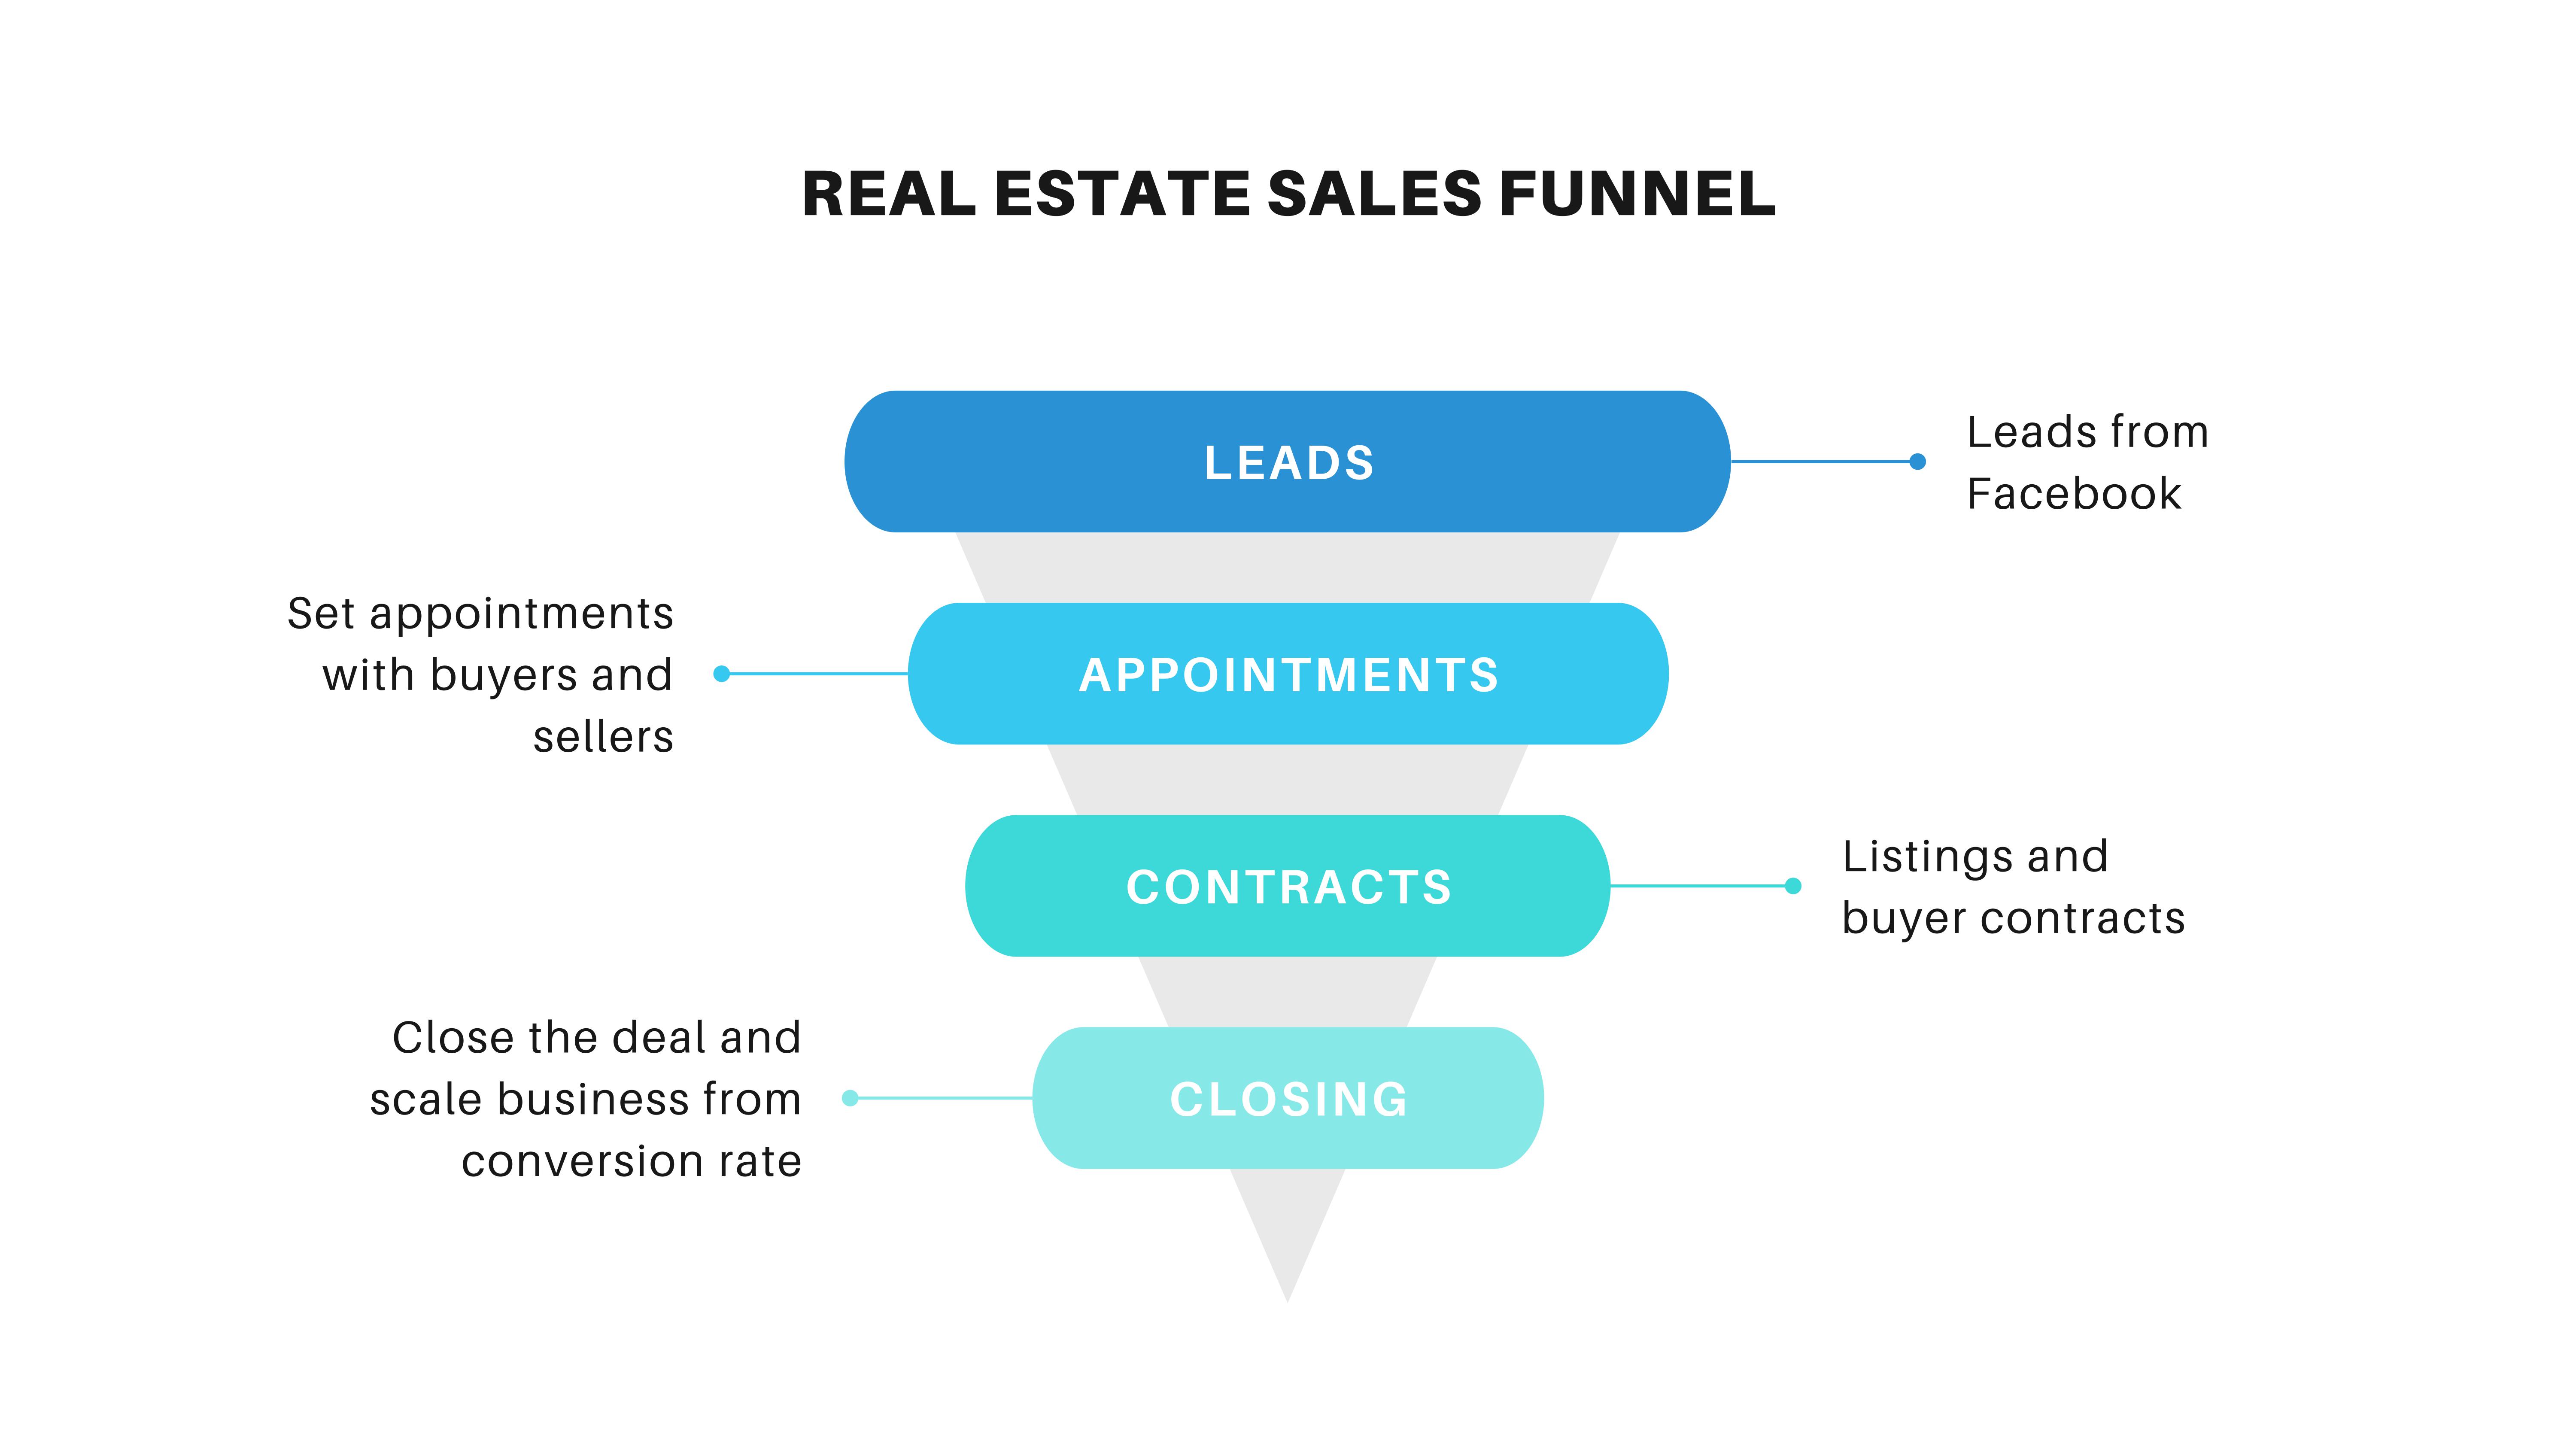 REAL ESTATE SALES FUNNEL
LEADS
Leads from
Facebook
Set appointments
with buyers and
sellers
APPOINTMENTS
CONTRACTS
Listings and
buyer contracts
Close the deal and
scale business from
conversion rate
CLOSING